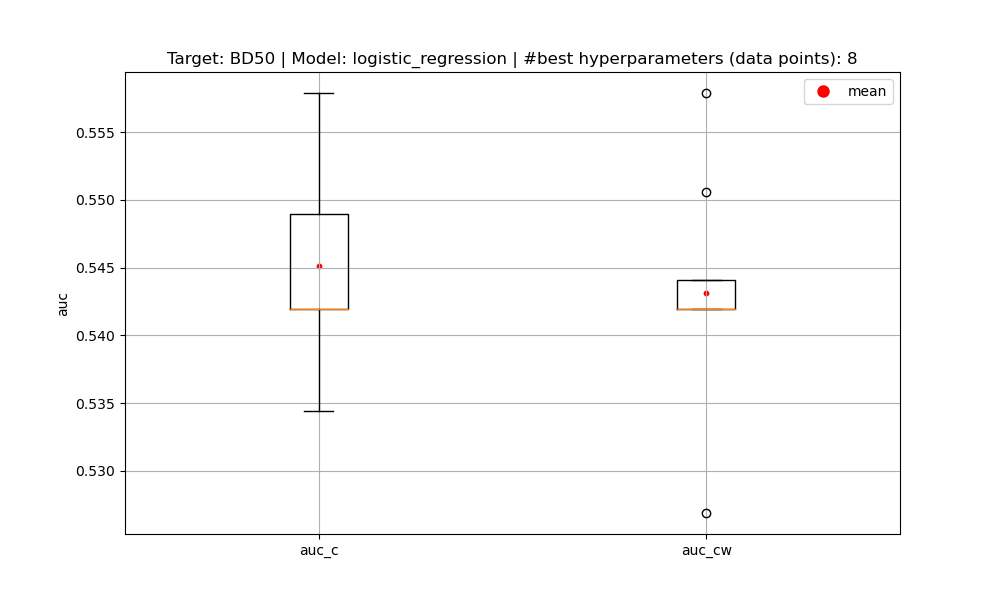 Target: BD50 | Model: logistic_regression | #best hyperparameters (data points): 8
mean
0.555
0.550
0.545
0.540
0.535
0.530
auc
auc_c
auc_cw